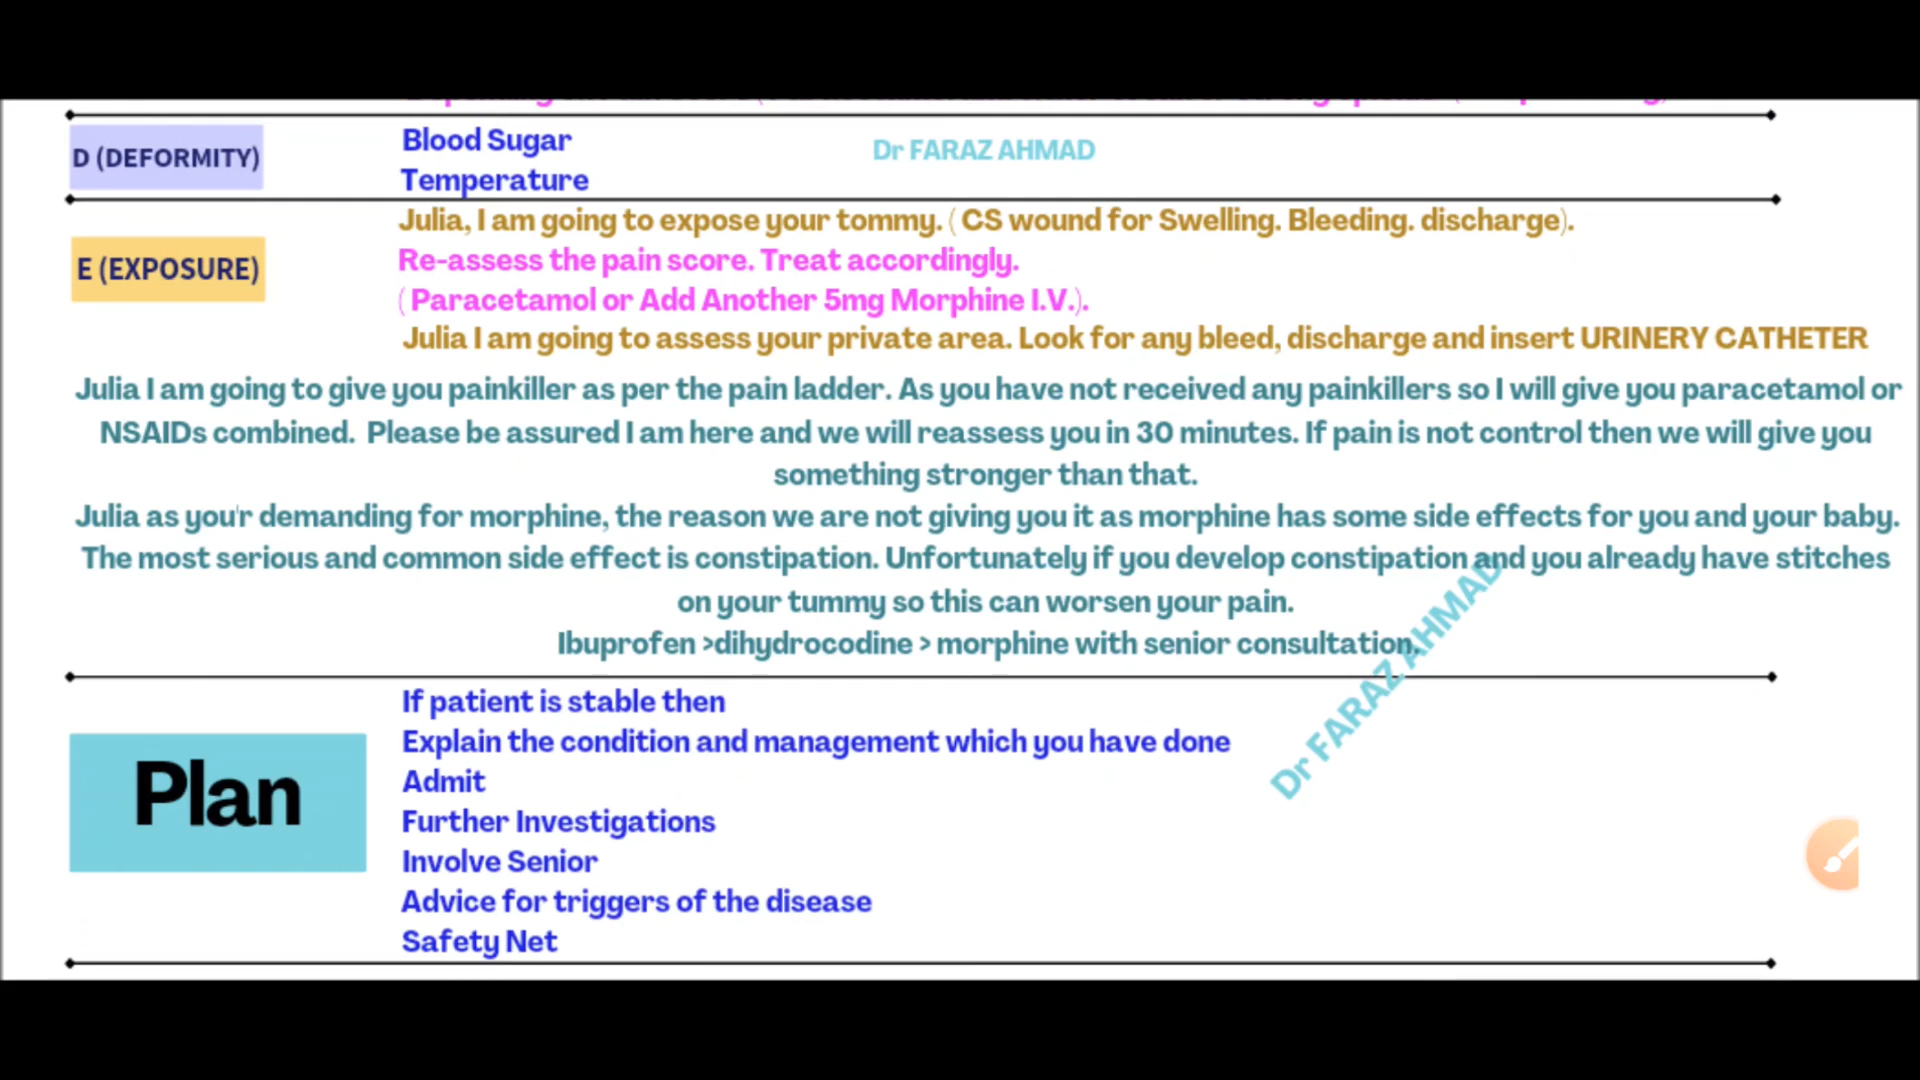 D (DEFORMITY)
Blood Sugar
Dr FARAZ AHMAD
Temperature
Julia, I am going to expose your tommy. ( CS wound for Swelling. Bleeding. discharge).
E (EXPOSURE)
Re-assess the pain score. Treat accordingly.
( Paracetamol or Add Another 5mg Morphine I.V.).
Julia I am going to assess your private area. Look for any bleed, discharge and insert URINERY CATHETER
Julia I am going to give you painkiller as per the pain ladder. As you have not received any painkillers so I will give you paracetamol or
NSAIDs combined. Please be assured I am here and we will reassess you in 30 minutes. If pain is not control then we will give you
something stronger than that.
Julia as you'r demanding for morphine, the reason we are not giving you it as morphine has some side effects for you and your baby.
The most serious and common side effect is constipation. Unfortunately if you develop constipation and you already have stitches
on your tummy so this can worsen your pain.
Ibuprofen >dihydrocodine > morphine with senior consultation.
Dr FARAZ AHMAD
Plan
If patient is stable then
Explain the condition and management which you have done
Admit
Further Investigations
Involve Senior
Advice for triggers of the disease
Safety Net